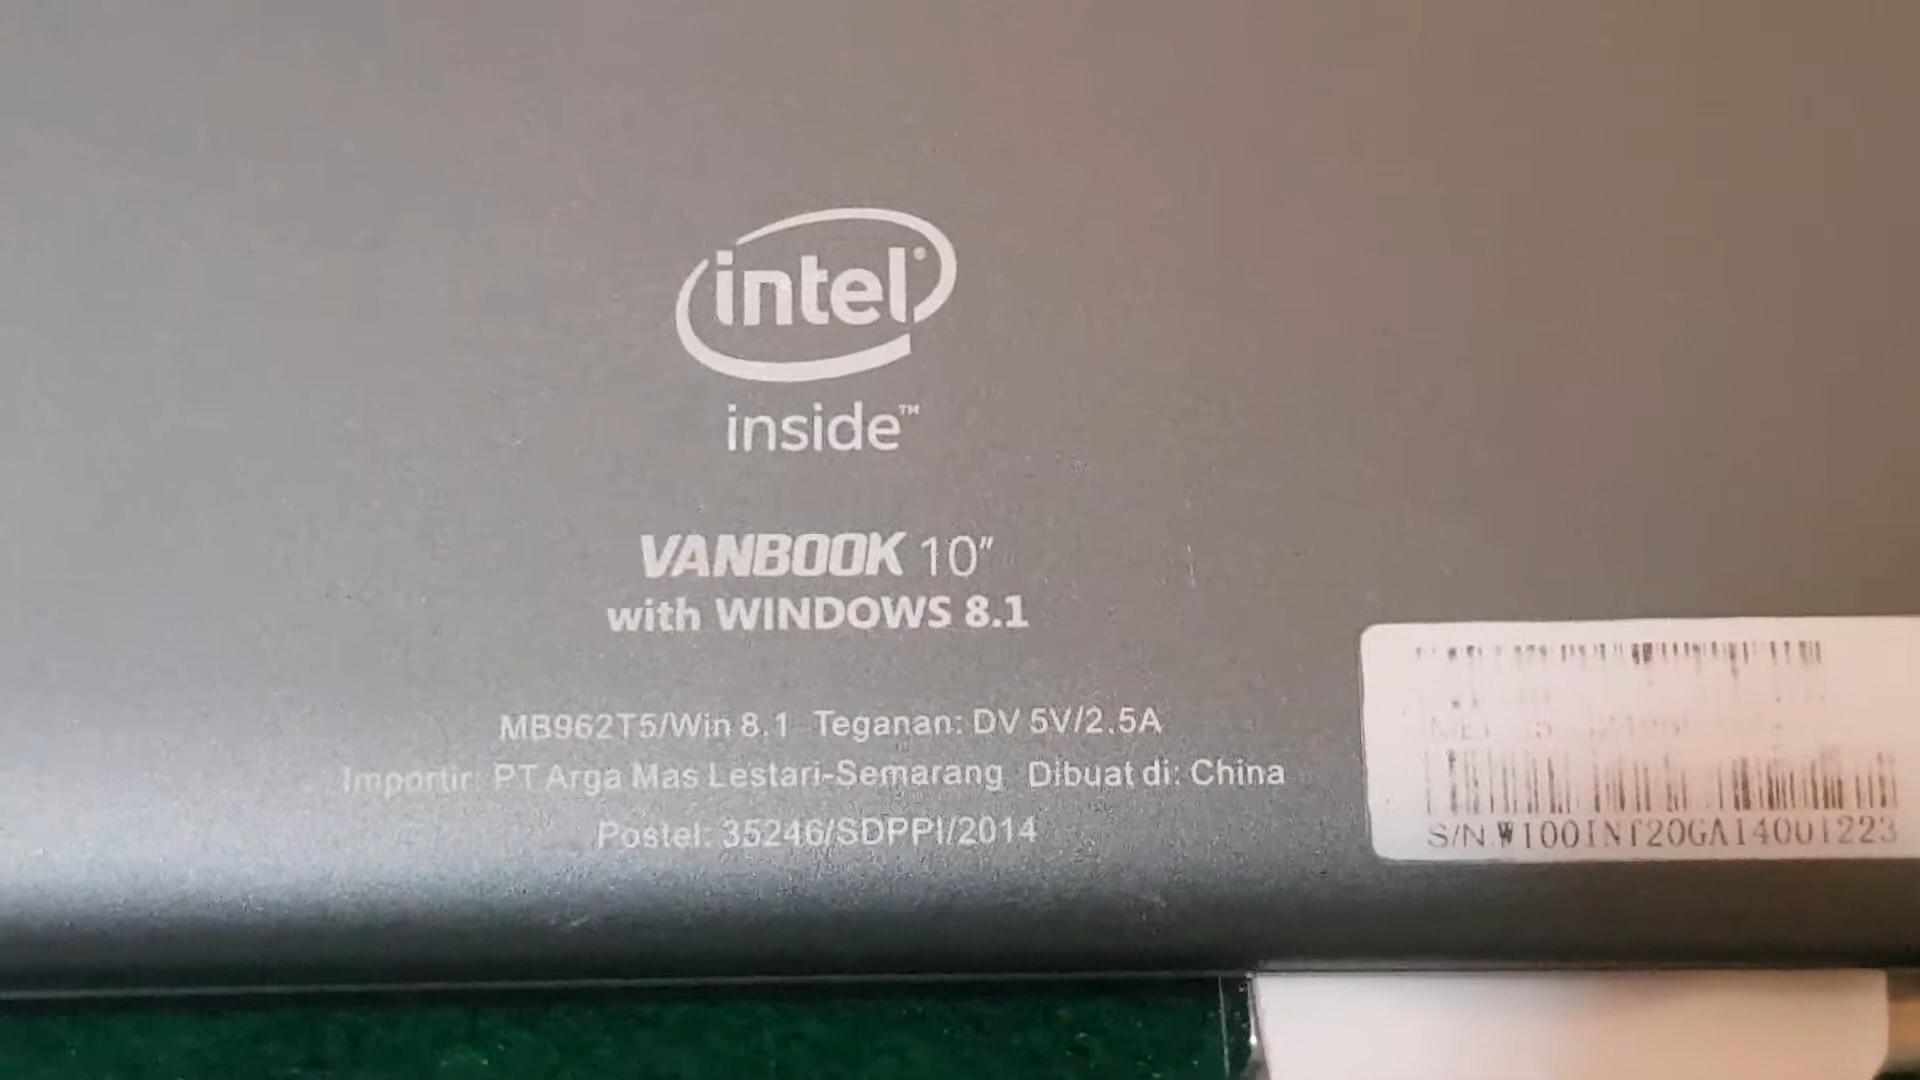 intel®
inside™
VANBOOK 10"
with WINDOWS 8.1
MB962T5/Win 8.1 Teganan: DV 5V/2.5A
Importir: PT Arga Mas Lestari-Semarang Dibuat di: China
Postel: 35246/SDPPI/2014
S/N:W100INT20GA14001223